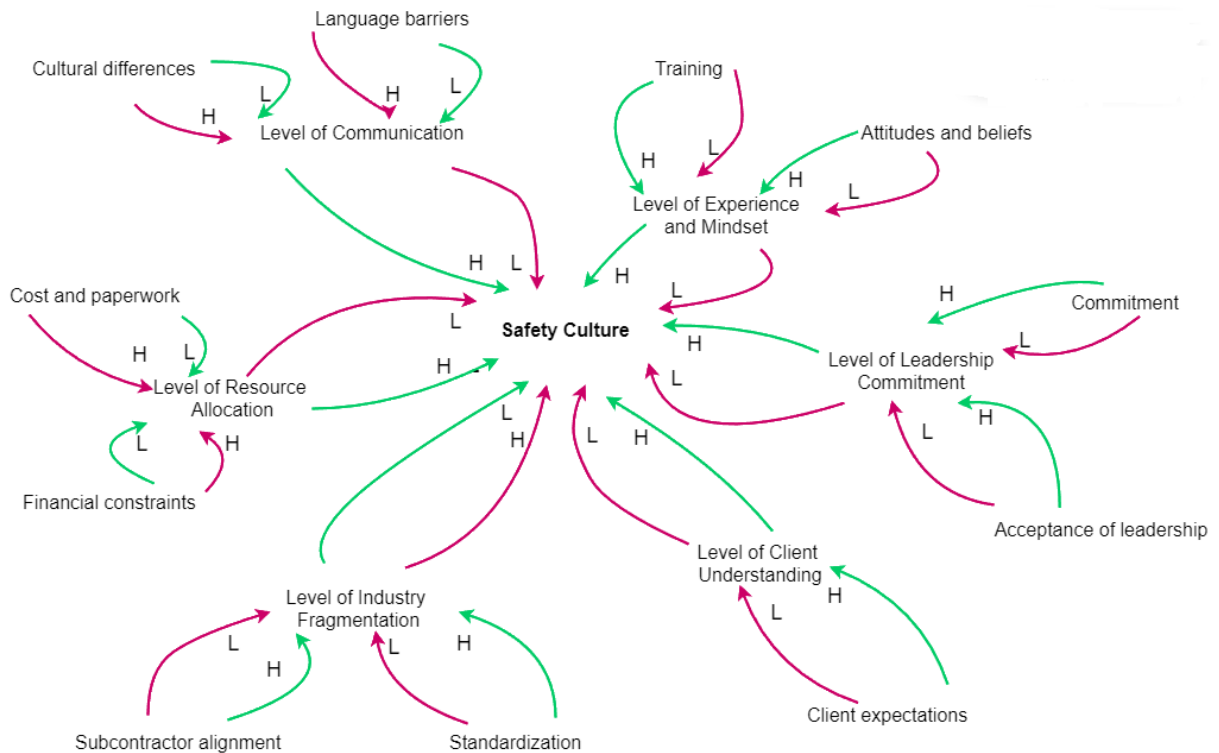 Language barriers
Cultural differences
L
H
H
L
Level of Communication
Training
Attitudes and beliefs
H
L
H
L
Level of Experience
and Mindset
H
L
H
L
Cost and paperwork
H
L
Level of Resource
Allocation
L
H
L
H
Financial constraints
Safety Culture
Commitment
H
L
Level of Leadership
Commitment
H
L
L
H
Acceptance of leadership
L
H
L
H
Level of Client
Understanding
H
L
Client expectations
Level of Industry
Fragmentation
L
H
L
H
Subcontractor alignment
Standardization